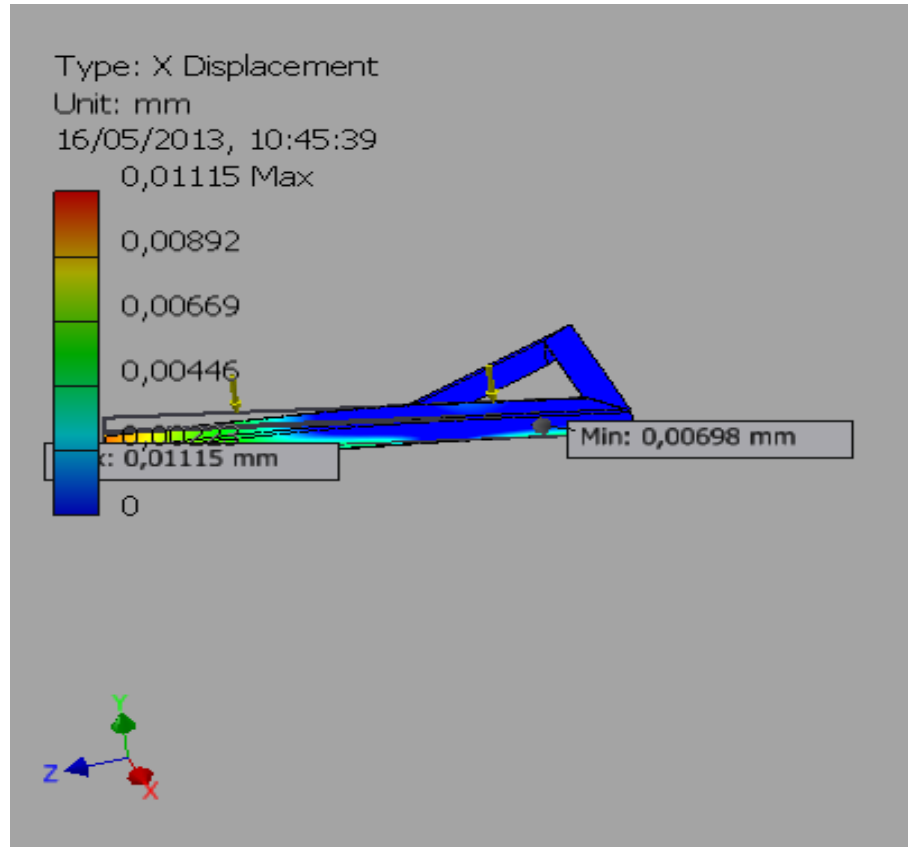 Type: X Displacement
Unit: mm
16/05/2013, 10:45:39
0,01115 Max
0,00892
0,00669
0,00446
Min: 0,00698 mm
: 0,01115 mm
0
Y
Z
X